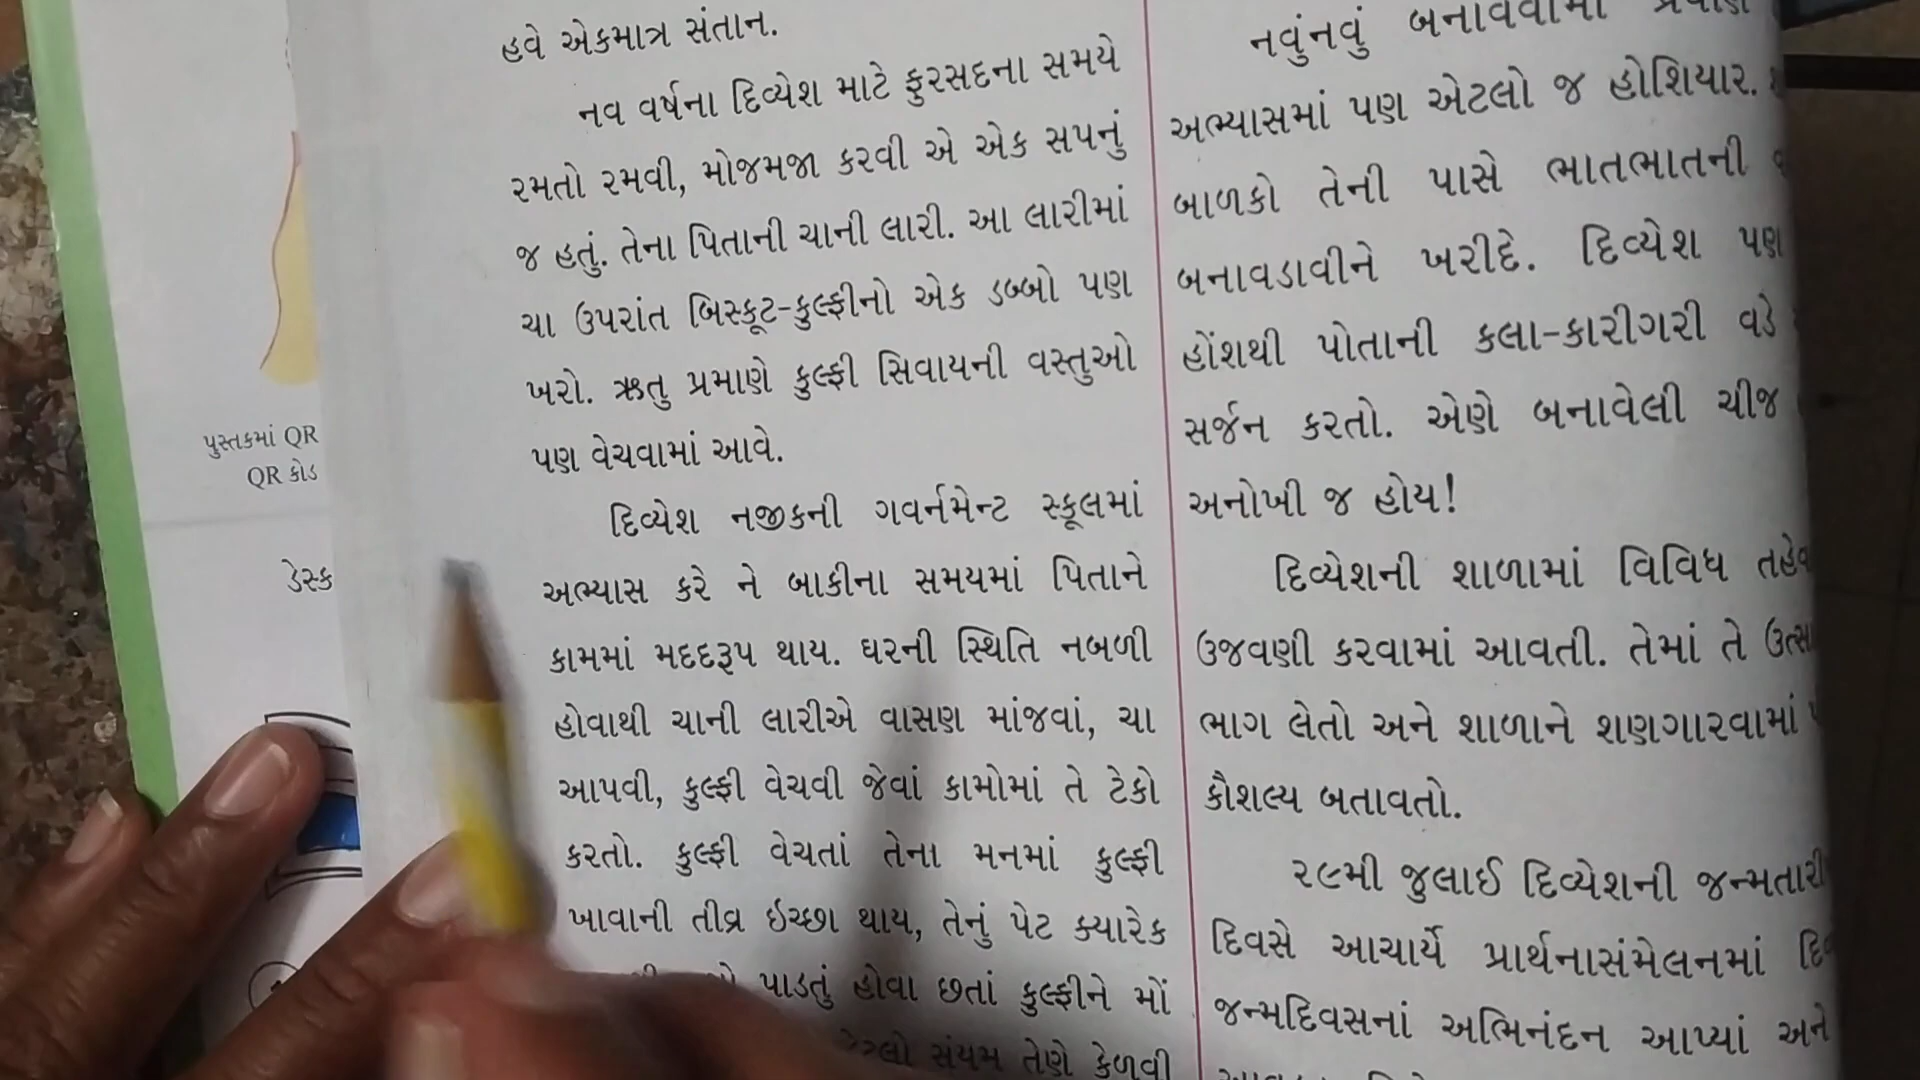 હવે એકમાત્ર સંતાન.
નવ વર્ષના દિવ્યેશ માટે ફુરસદના સમયે
રમતો રમવી, મોજમજા કરવી એ એક સપનું
જ હતું. તેના પિતાની ચાની લારી. આ લારીમાં
ચા ઉપરાંત બિસ્કૂટ-કુલ્ફીનો એક ડબ્બો પણ
ખરો. ઋતુ પ્રમાણે કુલ્ફી સિવાયની વસ્તુઓ
પણ વેચવામાં આવે.
દિવ્યેશ નજીકની ગવર્નમેન્ટ સ્કૂલમાં
અભ્યાસ કરે ને બાકીના સમયમાં પિતાને
કામમાં મદદરૂપ થાય. ઘરની સ્થિતિ નબળી
હોવાથી ચાની લારીએ વાસણ માંજવાં, ચા
આપવી, કુલ્ફી વેચવી જેવાં કામોમાં તે ટેકો
કરતો. કુલ્ફી વેચતાં તેના મનમાં કુલ્ફી
ખાવાની તીવ્ર ઇચ્છા થાય, તેનું પેટ ક્યારેક
પાડતું હોવા છતાં કુલ્ફીને મોં
સંયમ તેણે કેળવી
નવુંનવું બનાવવામાં
અભ્યાસમાં પણ એટલો જ હોશિયાર.
બાળકો તેની પાસે ભાતભાતની
બનાવડાવીને ખરીદે. દિવ્યેશ પણ
હોંશથી પોતાની કલા-કારીગરી વડે
સર્જન કરતો. એણે બનાવેલી ચીજ
અનોખી જ હોય!
દિવ્યેશની શાળામાં વિવિધ
ઉજવણી કરવામાં આવતી. તેમાં તે
ભાગ લેતો અને શાળાને શણગારવામાં
કૌશલ્ય બતાવતો.
૨૯મી જુલાઈ દિવ્યેશની
દિવસે આચાર્યે પ્રાર્થનાસંમેલનમાં
જન્મદિવસનાં અભિનંદન આપ્યાં અને
પુસ્તકમાં QR
QR કોડ
ડેસ્ક